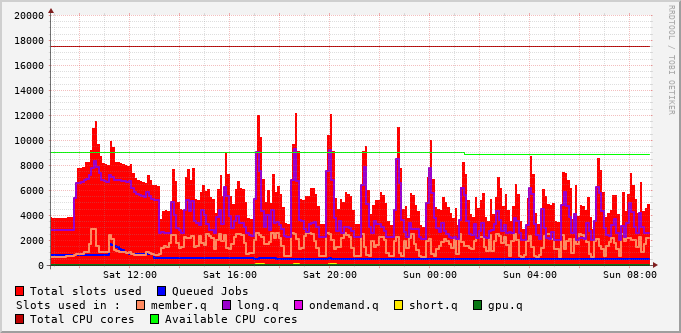 20000
18000
16000
14000
12000
10000
8000
6000
4000
2000
0
Sat 12:00 Sat 16:00 Sat 20:00 Sun 00:00 Sun 04:00 Sun 08:00
RRDTOOL / TOBI OETIKER
Total slots used Queued Jobs
Slots used in : member.q long.q ondemand.q short.q gpu.q
Total CPU cores Available CPU cores